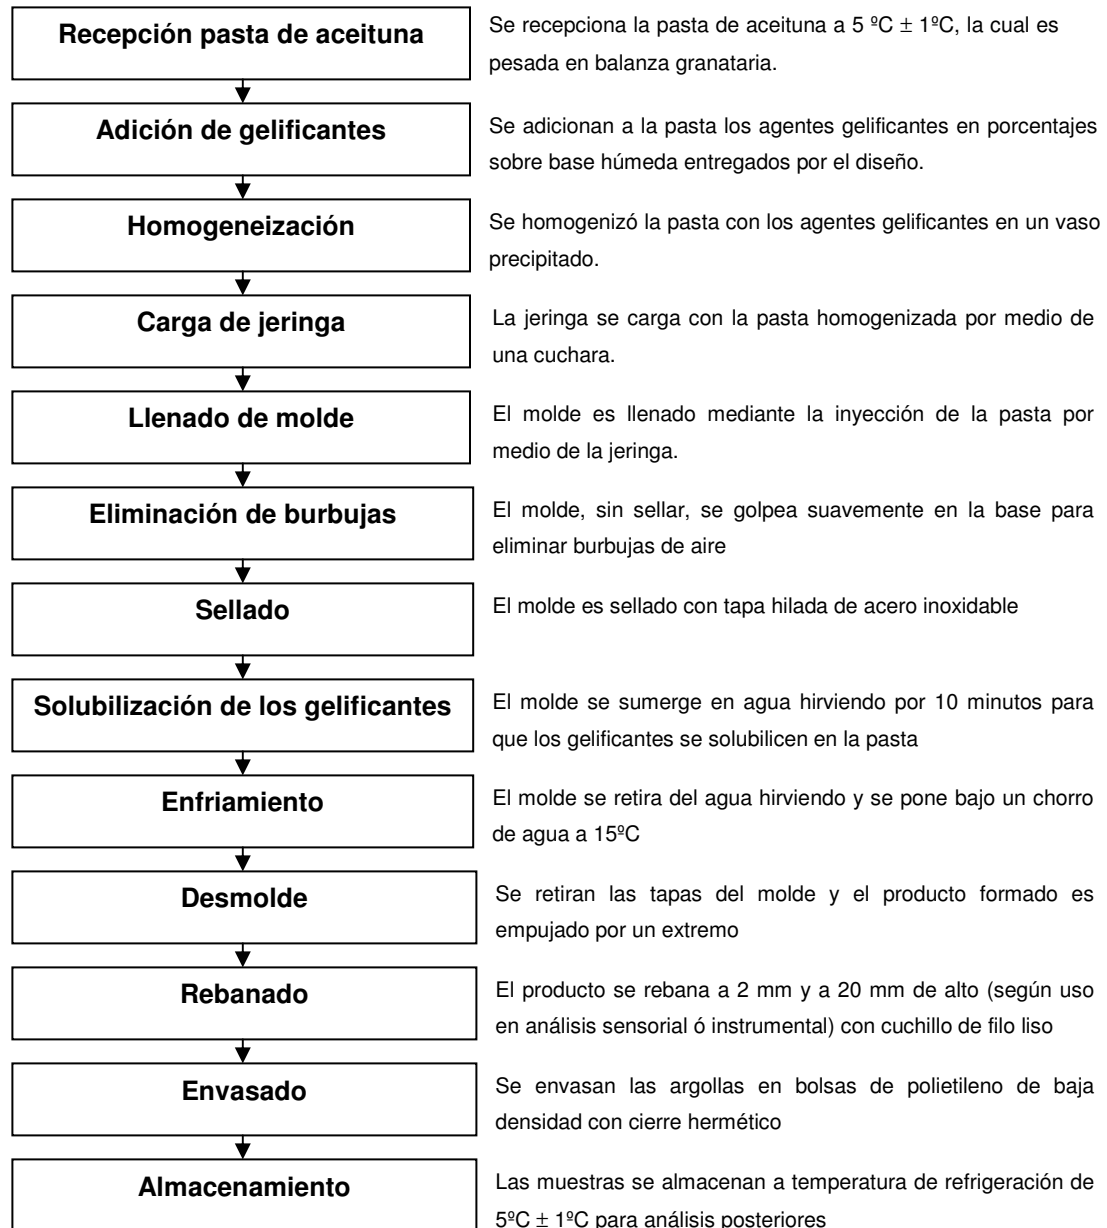 Recepción pasta de aceituna
Se recepciona la pasta de aceituna a 5 ºC ± 1ºC, la cual es
pesada en balanza granataria.
Adición de gelificantes
Se adicionan a la pasta los agentes gelificantes en porcentajes
sobre base húmeda entregados por el diseño.
Homogeneización
Se homogenizó la pasta con los agentes gelificantes en un vaso
precipitado.
Carga de jeringa
La jeringa se carga con la pasta homogenizada por medio de
una cuchara.
Llenado de molde
El molde es llenado mediante la inyección de la pasta por
medio de la jeringa.
Eliminación de burbujas
El molde, sin sellar, se golpea suavemente en la base para
eliminar burbujas de aire
Sellado
El molde es sellado con tapa hilada de acero inoxidable
Solubilización de los gelificantes
El molde se sumerge en agua hirviendo por 10 minutos para
que los gelificantes se solubilicen en la pasta
Enfriamiento
El molde se retira del agua hirviendo y se pone bajo un chorro
de agua a 15ºC
Desmolde
Se retiran las tapas del molde y el producto formado es
empujado por un extremo
Rebanado
El producto se rebana a 2 mm y a 20 mm de alto (según uso
en análisis sensorial ó instrumental) con cuchillo de filo liso
Envasado
Se envasan las argollas en bolsas de polietileno de baja
densidad con cierre hermético
Almacenamiento
Las muestras se almacenan a temperatura de refrigeración de
5ºC ± 1ºC para análisis posteriores